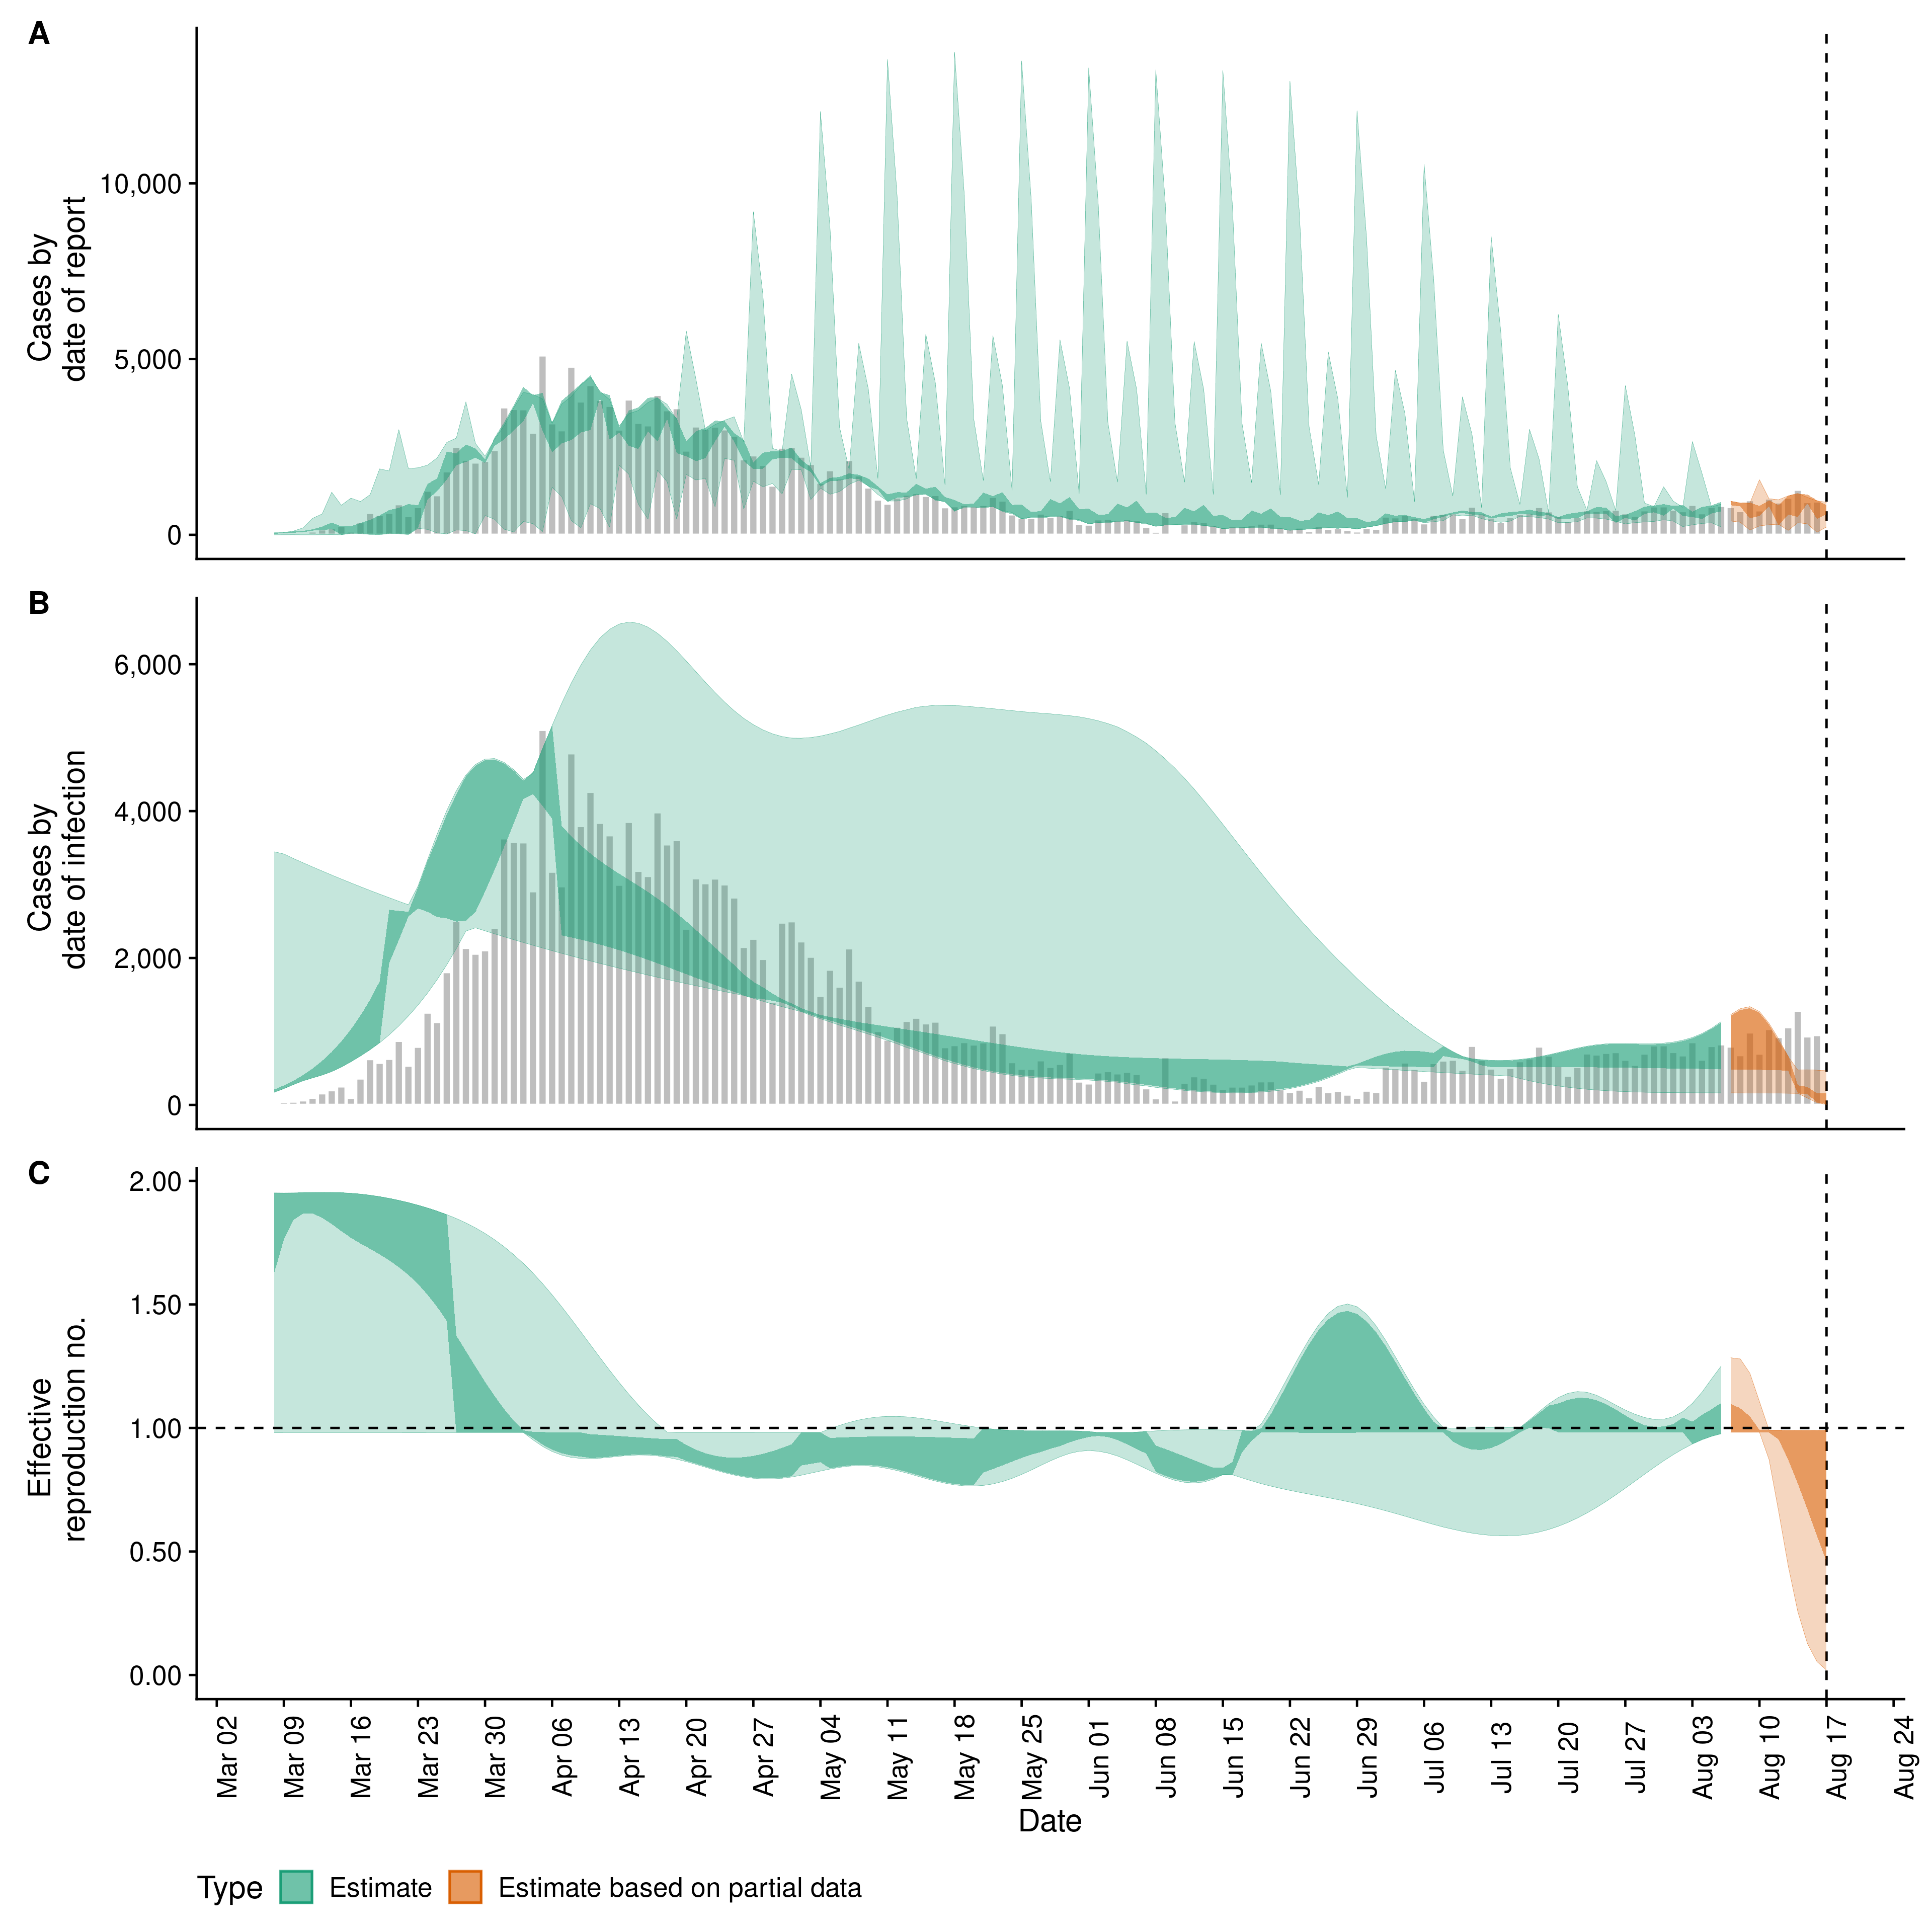 A
Cases by
date of report
10,000
5,000
0
B
Cases by
date of infection
6,000
4,000
2,000
0
C
Effective
reproduction no.
2.00
1.50
1.00
0.50
0.00
Mar 02
Mar 09
Mar 16
Mar 23
Mar 30
Apr 06
Apr 13
Apr 20
Apr 27
May 04
May 11
May 18
May 25
Jun 01
Jun 08
Jun 15
Jun 22
Jun 29
Jul 06
Jul 13
Jul 20
Jul 27
Aug 03
Aug 10
Aug 17
Aug 24
Date
Type Estimate Estimate based on partial data